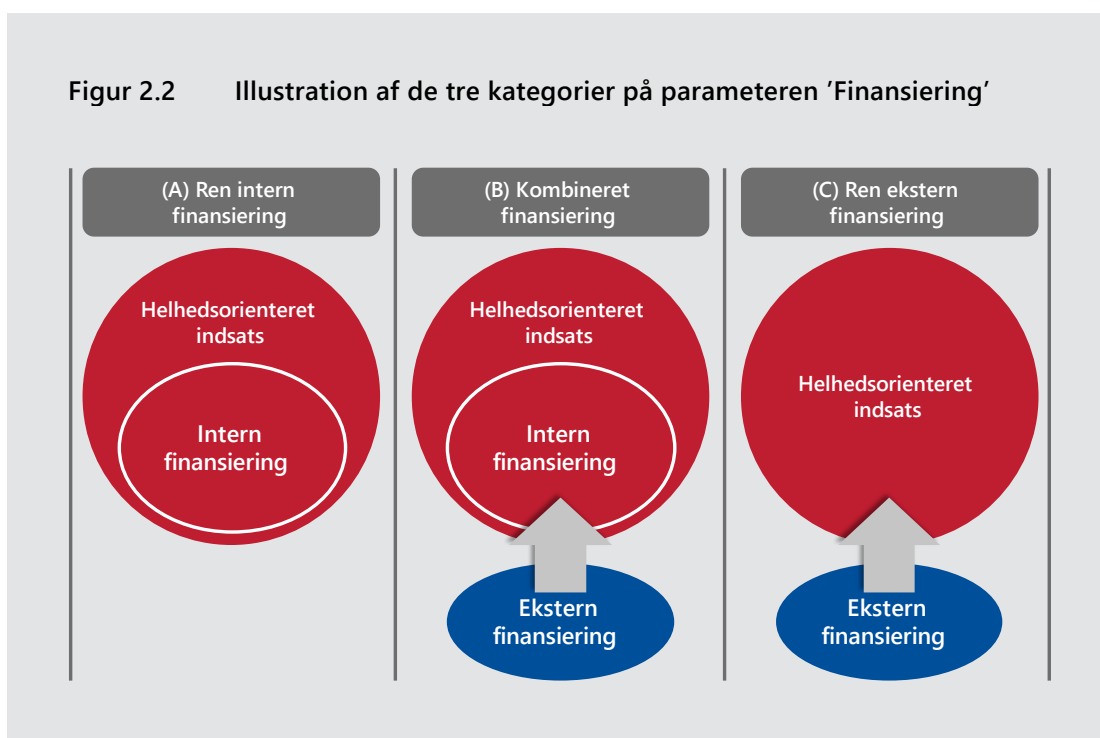 Figur 2.2 Illustration af de tre kategorier på parameteren ’Finansiering’
(A) Ren intern
finansiering
Helhedsorienteret
indsats
Intern
finansiering
(B) Kombineret
finansiering
Helhedsorienteret
indsats
Intern
finansiering
Ekstern
finansiering
(C) Ren ekstern
finansiering
Helhedsorienteret
indsats
Ekstern
finansiering